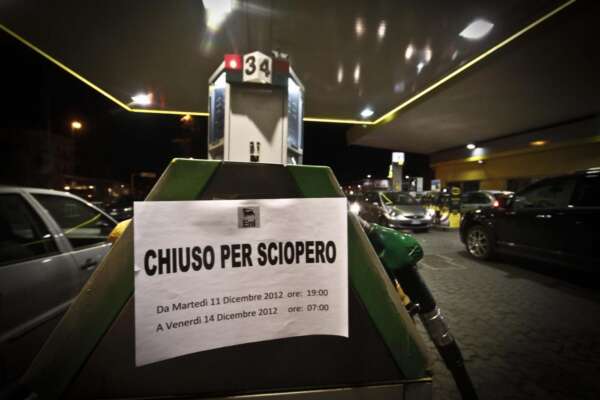 34
Eni
CHIUSO PER SCIOPERO
Da Martedì 11 Dicembre 2012 ore: 19:00
A Venerdì 14 Dicembre 2012 ore: 07:00